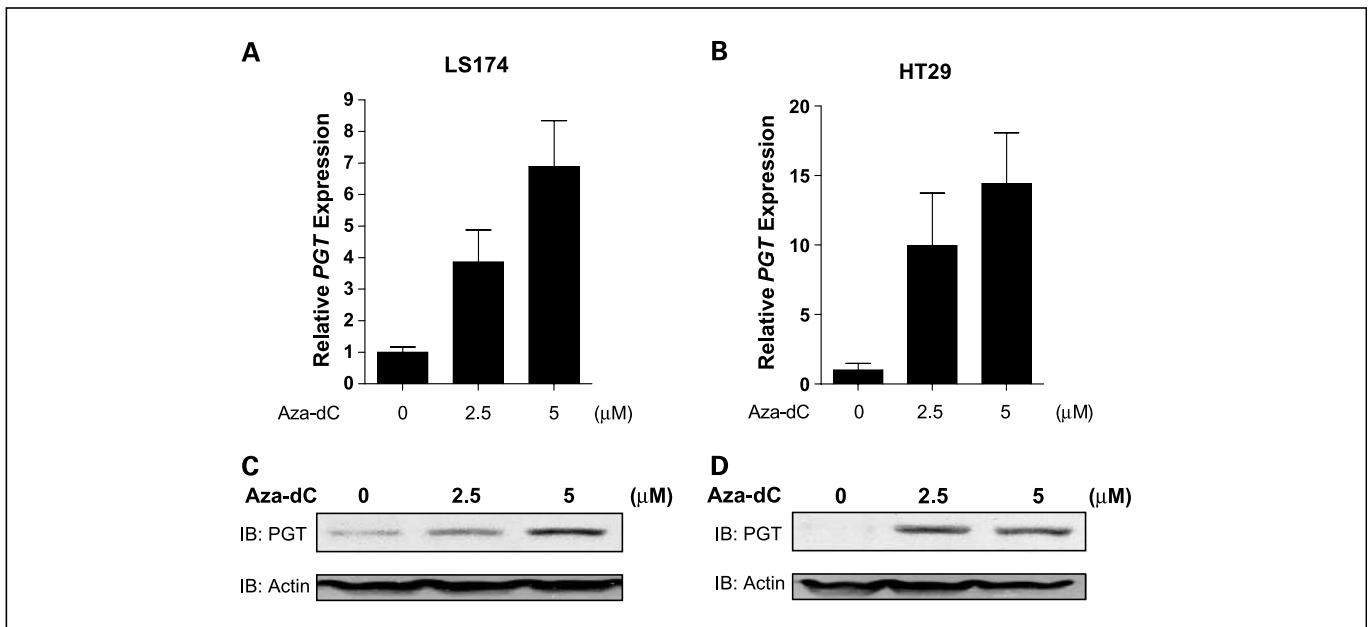 A
LS174
Relative PGT Expression
9
8
7
6
5
4
3
2
1
0
Aza-dC 0 2.5 5 (μM)
B
HT29
Relative PGT Expression
20
15
10
5
0
Aza-dC 0 2.5 5 (μM)
C
Aza-dC 0 2.5 5 (μM)
IB: PGT
IB: Actin
D
Aza-dC 0 2.5 5 (μM)
IB: PGT
IB: Actin